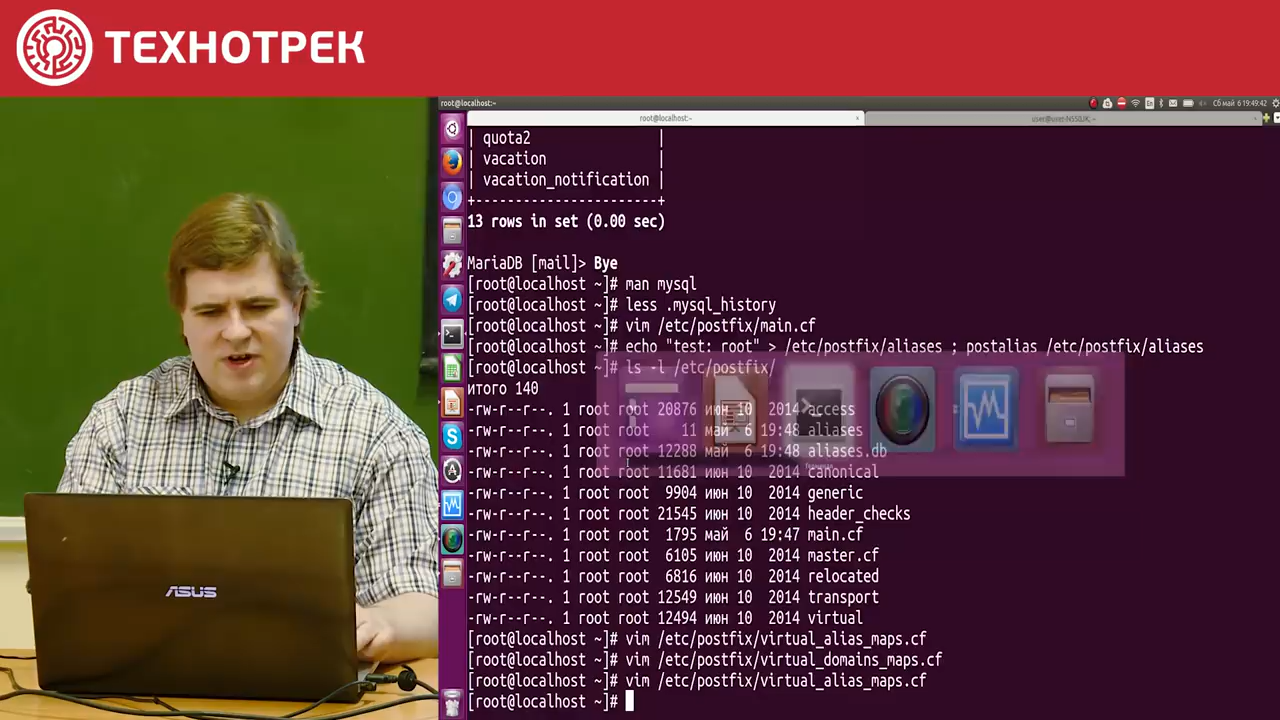 ТЕХНОТРЕК
root@localhost:~
Сб май 6 19:49:42
root@localhost:~
| quota2 |
| vacation |
| vacation_notification |
+-----------------------+
13 rows in set (0.00 sec)
MariaDB [mail]> Bye
[root@localhost ~]# man mysql
[root@localhost ~]# less .mysql_history
[root@localhost ~]# vim /etc/postfix/main.cf
[root@localhost ~]# echo "test: root" > /etc/postfix/aliases ; postalias /etc/postfix/aliases
[root@localhost ~]# ls -l /etc/postfix/
итого 140
-rw-r--r--. 1 root root 20876 июн 10 2014 access
-rw-r--r--. 1 root root 11 май 6 19:48 aliases
-rw-r--r--. 1 root root 12288 май 6 19:48 aliases.db
-rw-r--r--. 1 root root 11681 июн 10 2014 canonical
-rw-r--r--. 1 root root 9904 июн 10 2014 generic
-rw-r--r--. 1 root root 21545 июн 10 2014 header_checks
-rw-r--r--. 1 root root 1795 май 6 19:47 main.cf
-rw-r--r--. 1 root root 6105 июн 10 2014 master.cf
-rw-r--r--. 1 root root 6816 июн 10 2014 relocated
-rw-r--r--. 1 root root 12549 июн 10 2014 transport
-rw-r--r--. 1 root root 12494 июн 10 2014 virtual
[root@localhost ~]# vim /etc/postfix/virtual_alias_maps.cf
[root@localhost ~]# vim /etc/postfix/virtual_domains_maps.cf
[root@localhost ~]# vim /etc/postfix/virtual_alias_maps.cf
[root@localhost ~]#
ASUS